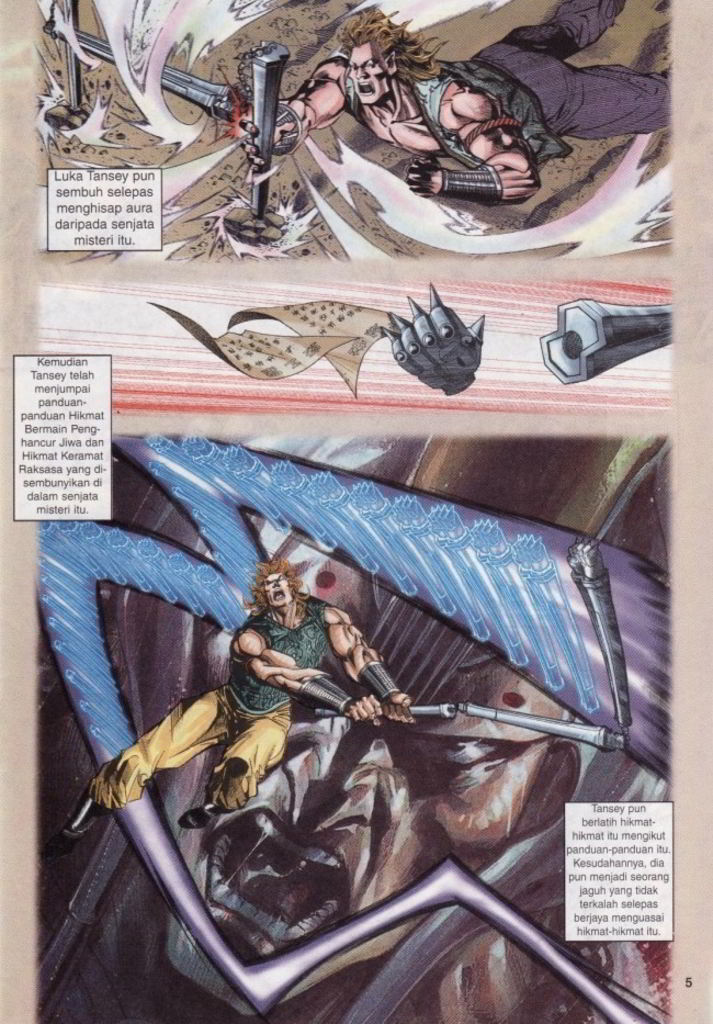 Luka Tansey pun
sembuh selepas
menghisap aura
daripada senjata
misteri itu.
Kemudian
Tansey telah
menjumpai
panduan-
panduan Hikmat
Bermain Peng-
hancur Jiwa dan
Hikmat Keramat
Raksasa yang di-
sembunyikan di
dalam senjata
misteri itu.
Tansey pun
berlatih hikmat-
hikmat itu mengikut
panduan-panduan itu.
Kesudahannya, dia
pun menjadi seorang
jaguh yang tidak
terkalah selepas
berjaya menguasai
hikmat-hikmat itu.
5